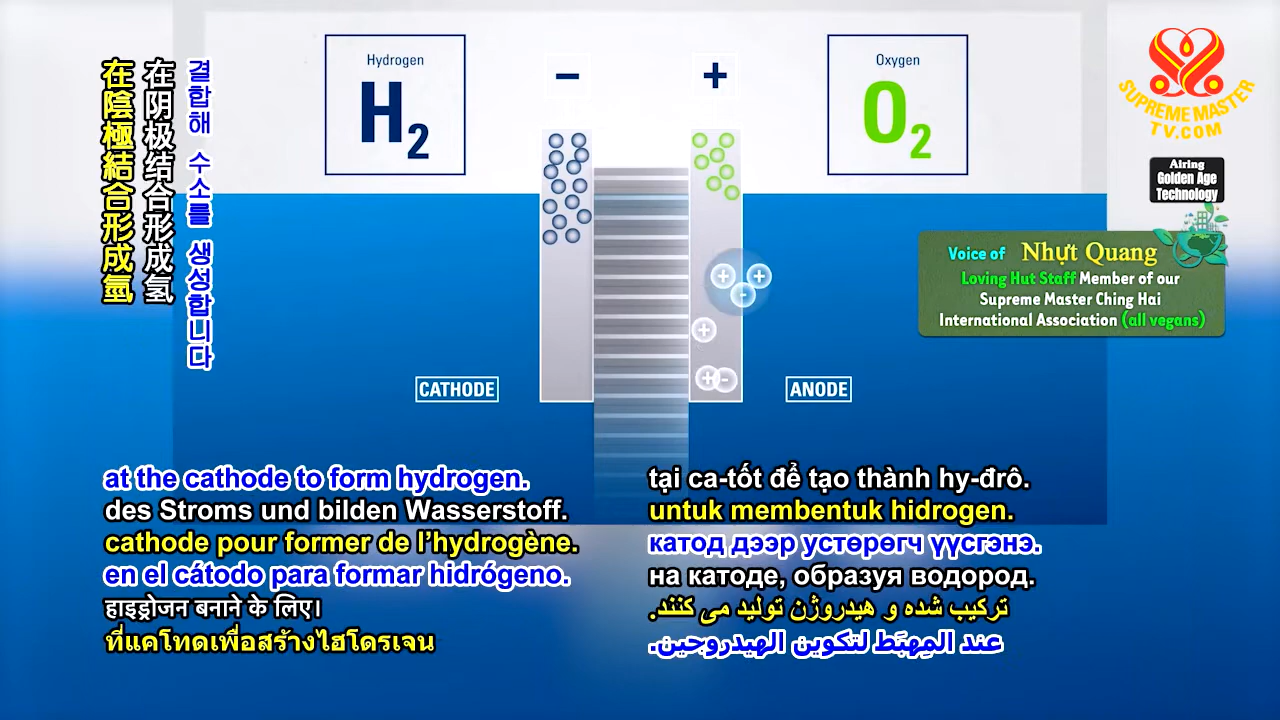 在陰極結合形成氫
在阴极结合形成氢
결합해 수소를 생성합니다
Hydrogen
H2
−
+
Oxygen
O2
SUPREME MASTER
TV.COM
Airing
Golden Age
Technology
Voice of Nhựt Quang
Loving Hut Staff Member of our
Supreme Master Ching Hai
International Association (all vegans)
CATHODE
ANODE
at the cathode to form hydrogen.
des Stroms und bilden Wasserstoff.
cathode pour former de l’hydrogène.
en el cátodo para formar hidrógeno.
हाइड्रोजन बनाने के लिए।
ที่แคโทดเพื่อสร้างไฮโดรเจน
tại ca-tốt để tạo thành hy-đrô.
untuk membentuk hidrogen.
катод дээр устөрөгч үүсгэнэ.
на катоде, образуя водород.
ترکیب شده و هیدروژن تولید می کنند.
عند المِهبَط لتكوين الهيدروجين.